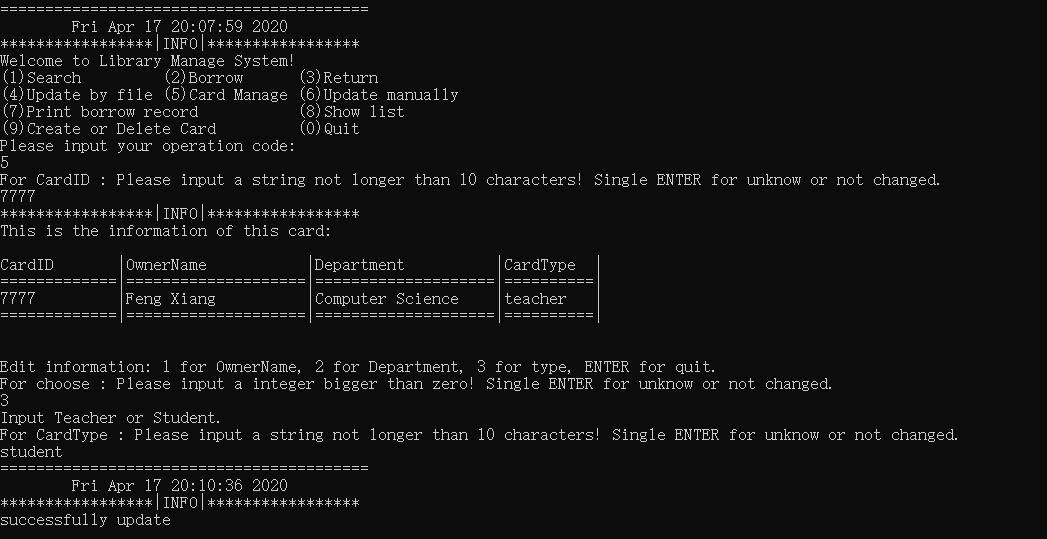 =========================================
        Fri Apr 17 20:07:59 2020
*****************|INFO|*****************
Welcome to Library Manage System!
(1)Search         (2)Borrow      (3)Return
(4)Update by file (5)Card Manage (6)Update manually
(7)Print borrow record           (8)Show list
(9)Create or Delete Card         (0)Quit
Please input your operation code:
5
For CardID : Please input a string not longer than 10 characters! Single ENTER for unknow or not changed.
7777
*****************|INFO|*****************
This is the information of this card:
CardID       |OwnerName           |Department          |CardType  |
=============|====================|====================|==========|
7777         |Feng Xiang          |Computer Science    |teacher   |
=============|====================|====================|==========|
Edit information: 1 for OwnerName, 2 for Department, 3 for type, ENTER for quit.
For choose : Please input a integer bigger than zero! Single ENTER for unknow or not changed.
3
Input Teacher or Student.
For CardType : Please input a string not longer than 10 characters! Single ENTER for unknow or not changed.
student
=========================================
        Fri Apr 17 20:10:36 2020
*****************|INFO|*****************
successfully update